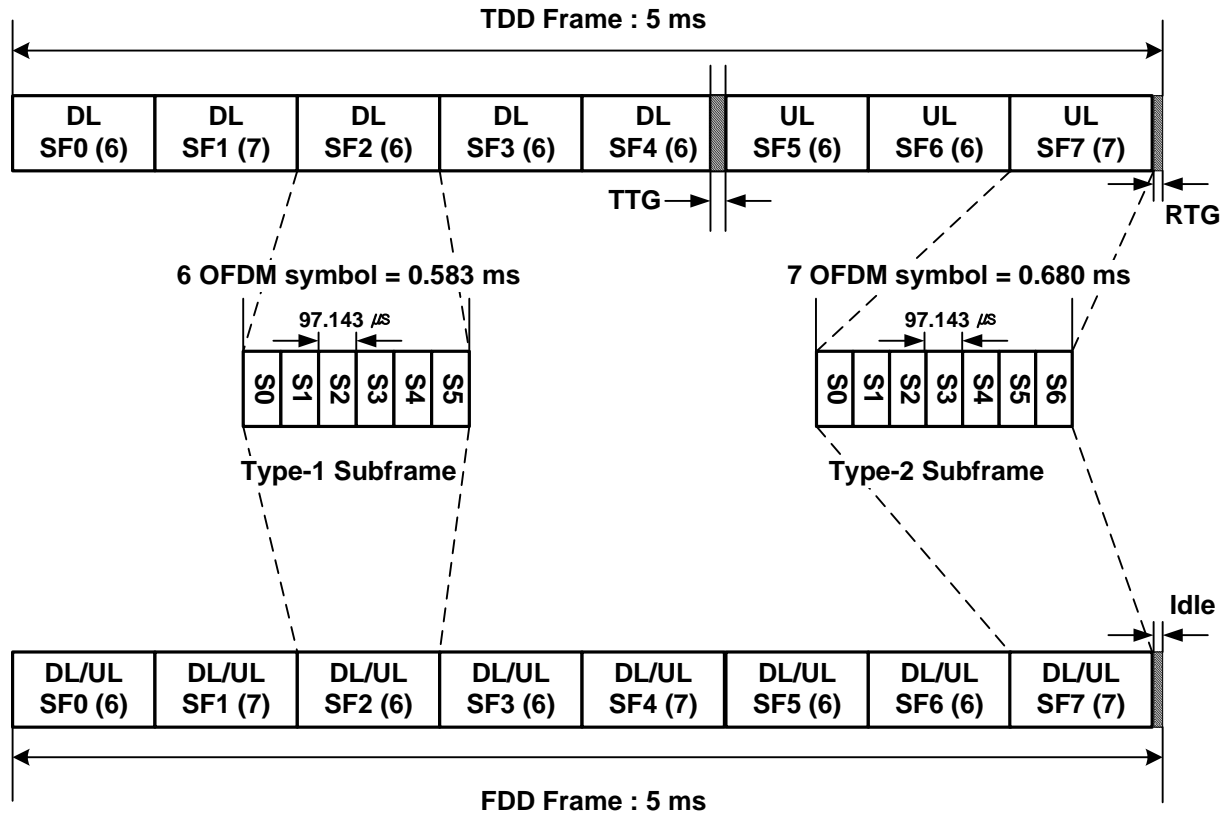 TDD Frame : 5 ms
DL DL DL DL DL UL UL UL
SF0 (6) SF1 (7) SF2 (6) SF3 (6) SF4 (6) SF5 (6) SF6 (6) SF7 (7)
TTG
RTG
6 OFDM symbol = 0.583 ms
7 OFDM symbol = 0.680 ms
97.143 ㎲
97.143 ㎲
S0 S1 S2 S3 S4 S5
S0 S1 S2 S3 S4 S5 S6
Type-1 Subframe
Type-2 Subframe
Idle
DL/UL DL/UL DL/UL DL/UL DL/UL DL/UL DL/UL DL/UL
SF0 (6) SF1 (7) SF2 (6) SF3 (6) SF4 (7) SF5 (6) SF6 (6) SF7 (7)
FDD Frame : 5 ms